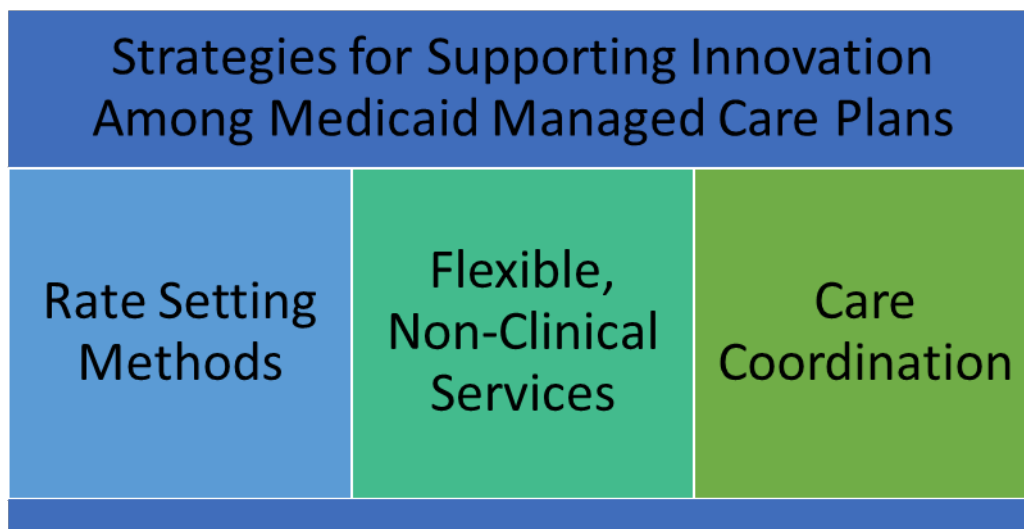 Strategies for Supporting Innovation
Among Medicaid Managed Care Plans
Rate Setting
Methods
Flexible,
Non-Clinical
Services
Care
Coordination